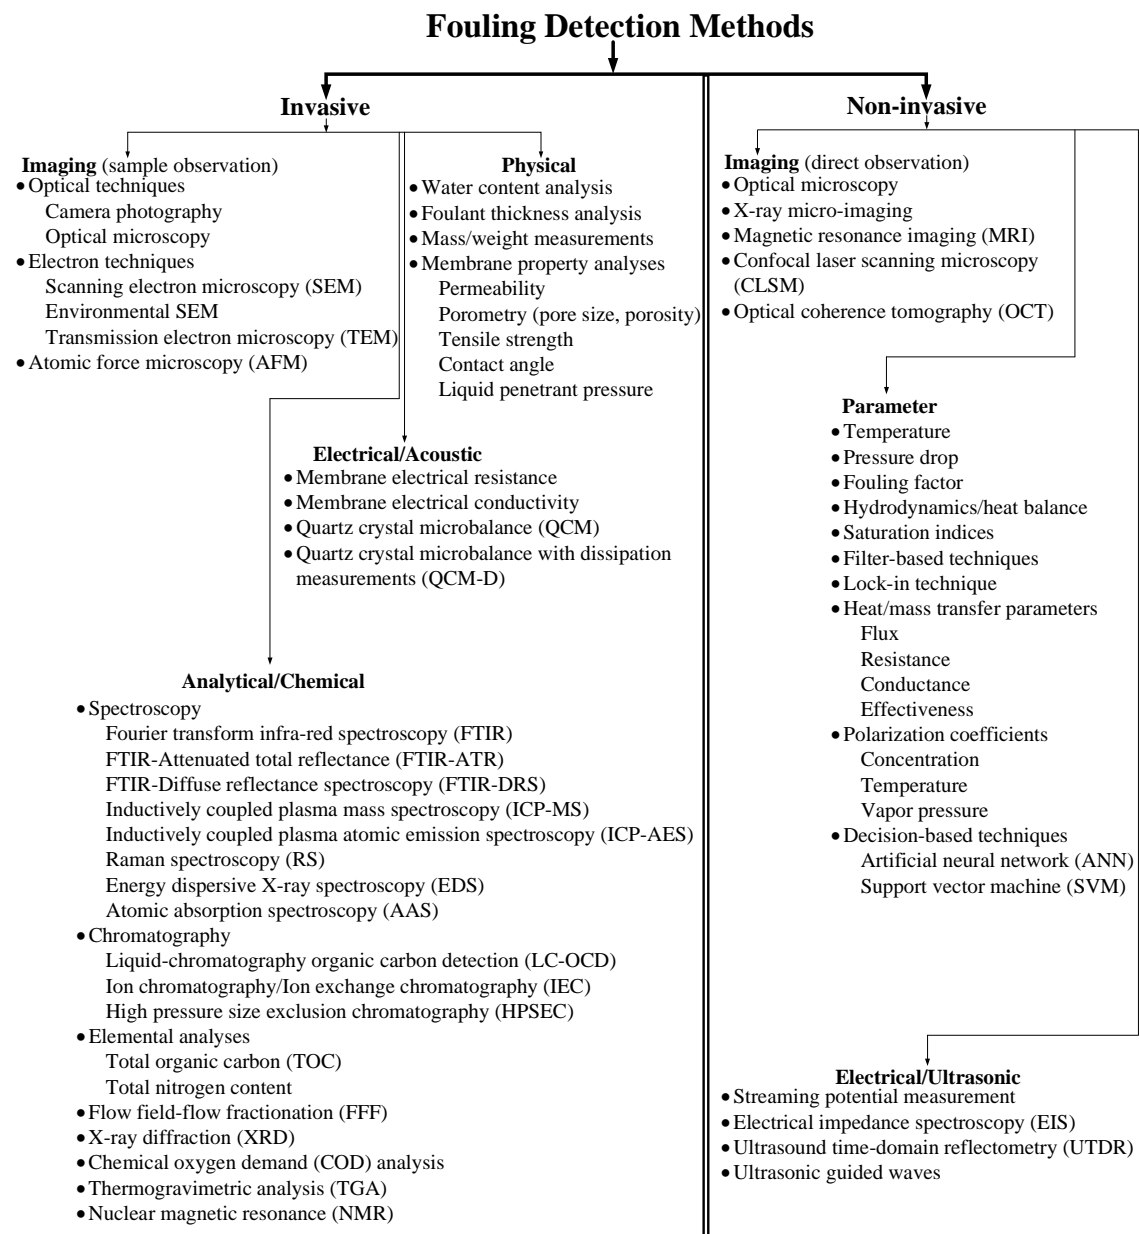 Fouling Detection Methods
Invasive
Imaging (sample observation)
• Optical techniques
Camera photography
Optical microscopy
• Electron techniques
Scanning electron microscopy (SEM)
Environmental SEM
Transmission electron microscopy (TEM)
• Atomic force microscopy (AFM)
Physical
• Water content analysis
• Foulant thickness analysis
• Mass/weight measurements
• Membrane property analyses
Permeability
Porometry (pore size, porosity)
Tensile strength
Contact angle
Liquid penetrant pressure
Electrical/Acoustic
• Membrane electrical resistance
• Membrane electrical conductivity
• Quartz crystal microbalance (QCM)
• Quartz crystal microbalance with dissipation
measurements (QCM-D)
Analytical/Chemical
• Spectroscopy
Fourier transform infra-red spectroscopy (FTIR)
FTIR-Attenuated total reflectance (FTIR-ATR)
FTIR-Diffuse reflectance spectroscopy (FTIR-DRS)
Inductively coupled plasma mass spectroscopy (ICP-MS)
Inductively coupled plasma atomic emission spectroscopy (ICP-AES)
Raman spectroscopy (RS)
Energy dispersive X-ray spectroscopy (EDS)
Atomic absorption spectroscopy (AAS)
• Chromatography
Liquid-chromatography organic carbon detection (LC-OCD)
Ion chromatography/Ion exchange chromatography (IEC)
High pressure size exclusion chromatography (HPSEC)
• Elemental analyses
Total organic carbon (TOC)
Total nitrogen content
• Flow field-flow fractionation (FFF)
• X-ray diffraction (XRD)
• Chemical oxygen demand (COD) analysis
• Thermogravimetric analysis (TGA)
• Nuclear magnetic resonance (NMR)
Non-invasive
Imaging (direct observation)
• Optical microscopy
• X-ray micro-imaging
• Magnetic resonance imaging (MRI)
• Confocal laser scanning microscopy
(CLSM)
• Optical coherence tomography (OCT)
Parameter
• Temperature
• Pressure drop
• Fouling factor
• Hydrodynamics/heat balance
• Saturation indices
• Filter-based techniques
• Lock-in technique
• Heat/mass transfer parameters
Flux
Resistance
Conductance
Effectiveness
• Polarization coefficients
Concentration
Temperature
Vapor pressure
• Decision-based techniques
Artificial neural network (ANN)
Support vector machine (SVM)
Electrical/Ultrasonic
• Streaming potential measurement
• Electrical impedance spectroscopy (EIS)
• Ultrasound time-domain reflectometry (UTDR)
• Ultrasonic guided waves